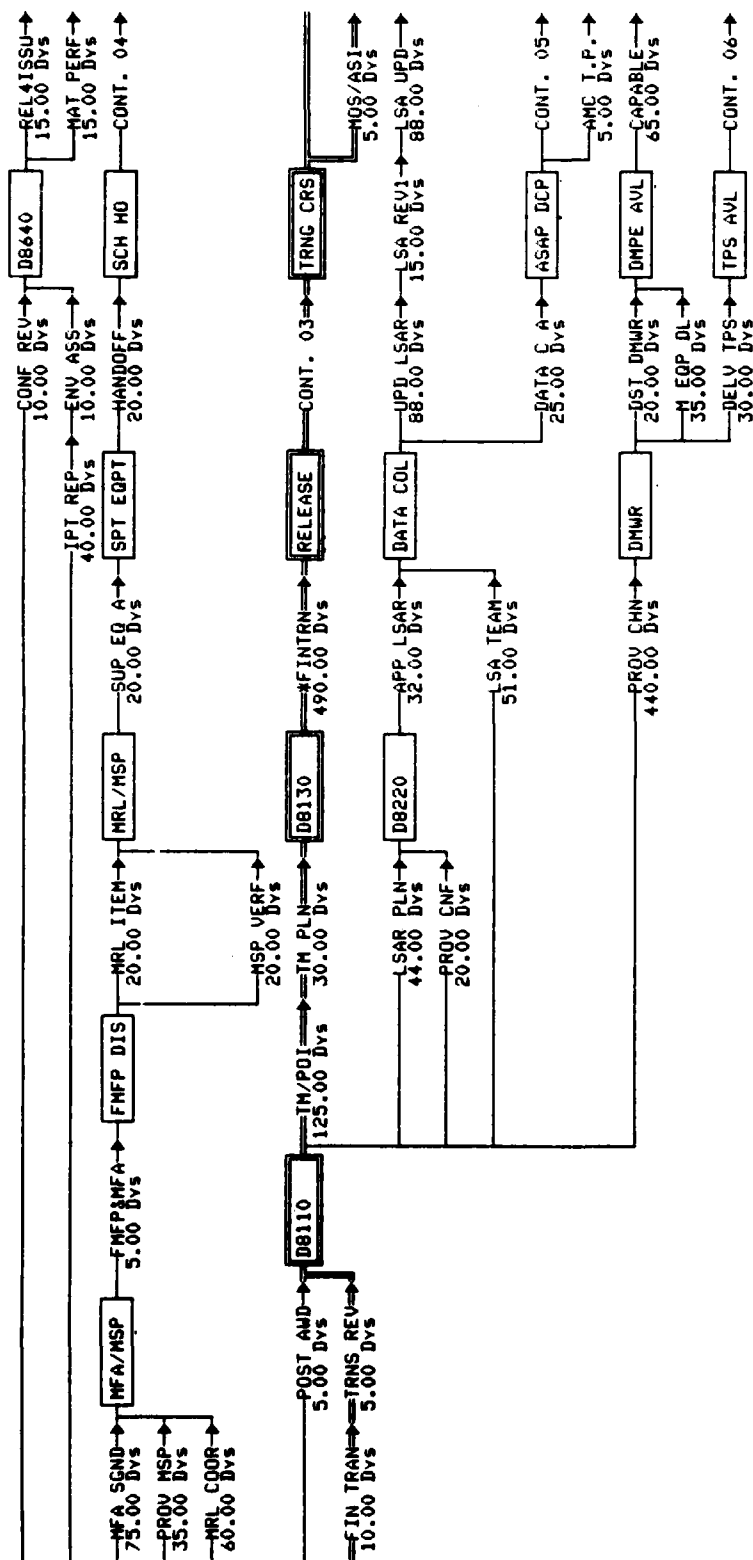 CONF REV
10.00 Dys
D8640
REL4ISSU
15.00 Dys
IPT REP
40.00 Dys
ENV ASS
10.00 Dys
MAT PERF
15.00 Dys
MFA SGND
75.00 Dys
MFA/MSP
FMFP&MFA
5.00 Dys
FMFP DIS
MRL ITEM
20.00 Dys
MRL/MSP
SUP EQ A
20.00 Dys
SPT EQPT
HANDOFF
20.00 Dys
SCH HO
CONT. 04
PROV MSP
35.00 Dys
MRL COOR
60.00 Dys
MSP VERF
20.00 Dys
POST AWD
5.00 Dys
D8110
TM/POI
125.00 Dys
TM PLN
30.00 Dys
D8130
*FINTRN
490.00 Dys
RELEASE
CONT. 03
TRNG CRS
FIN TRAN
10.00 Dys
TRNS REV
5.00 Dys
MOS/ASI
5.00 Dys
LSAR PLN
44.00 Dys
D8220
APP LSAR
32.00 Dys
DATA COL
UPD LSAR
88.00 Dys
LSA REV1
15.00 Dys
LSA UPD
88.00 Dys
PROV CNF
20.00 Dys
LSA TEAM
51.00 Dys
DATA C A
25.00 Dys
ASAP DCP
CONT. 05
AMC T.P.
5.00 Dys
PROV CHN
440.00 Dys
DMWR
DST DMWR
20.00 Dys
DMPE AVL
CAPABLE
65.00 Dys
M EQP DL
35.00 Dys
DELV TPS
30.00 Dys
TPS AVL
CONT. 06